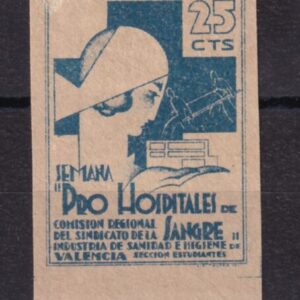 25
CTS
SEMANA
"PRO HOSPITALES DE
COMISION REGIONAL
DEL SINDICATO DE LA SANGRE"
INDUSTRIA DE SANIDAD E HIGIENE DE
VALENCIA SECCION ESTUDIANTES